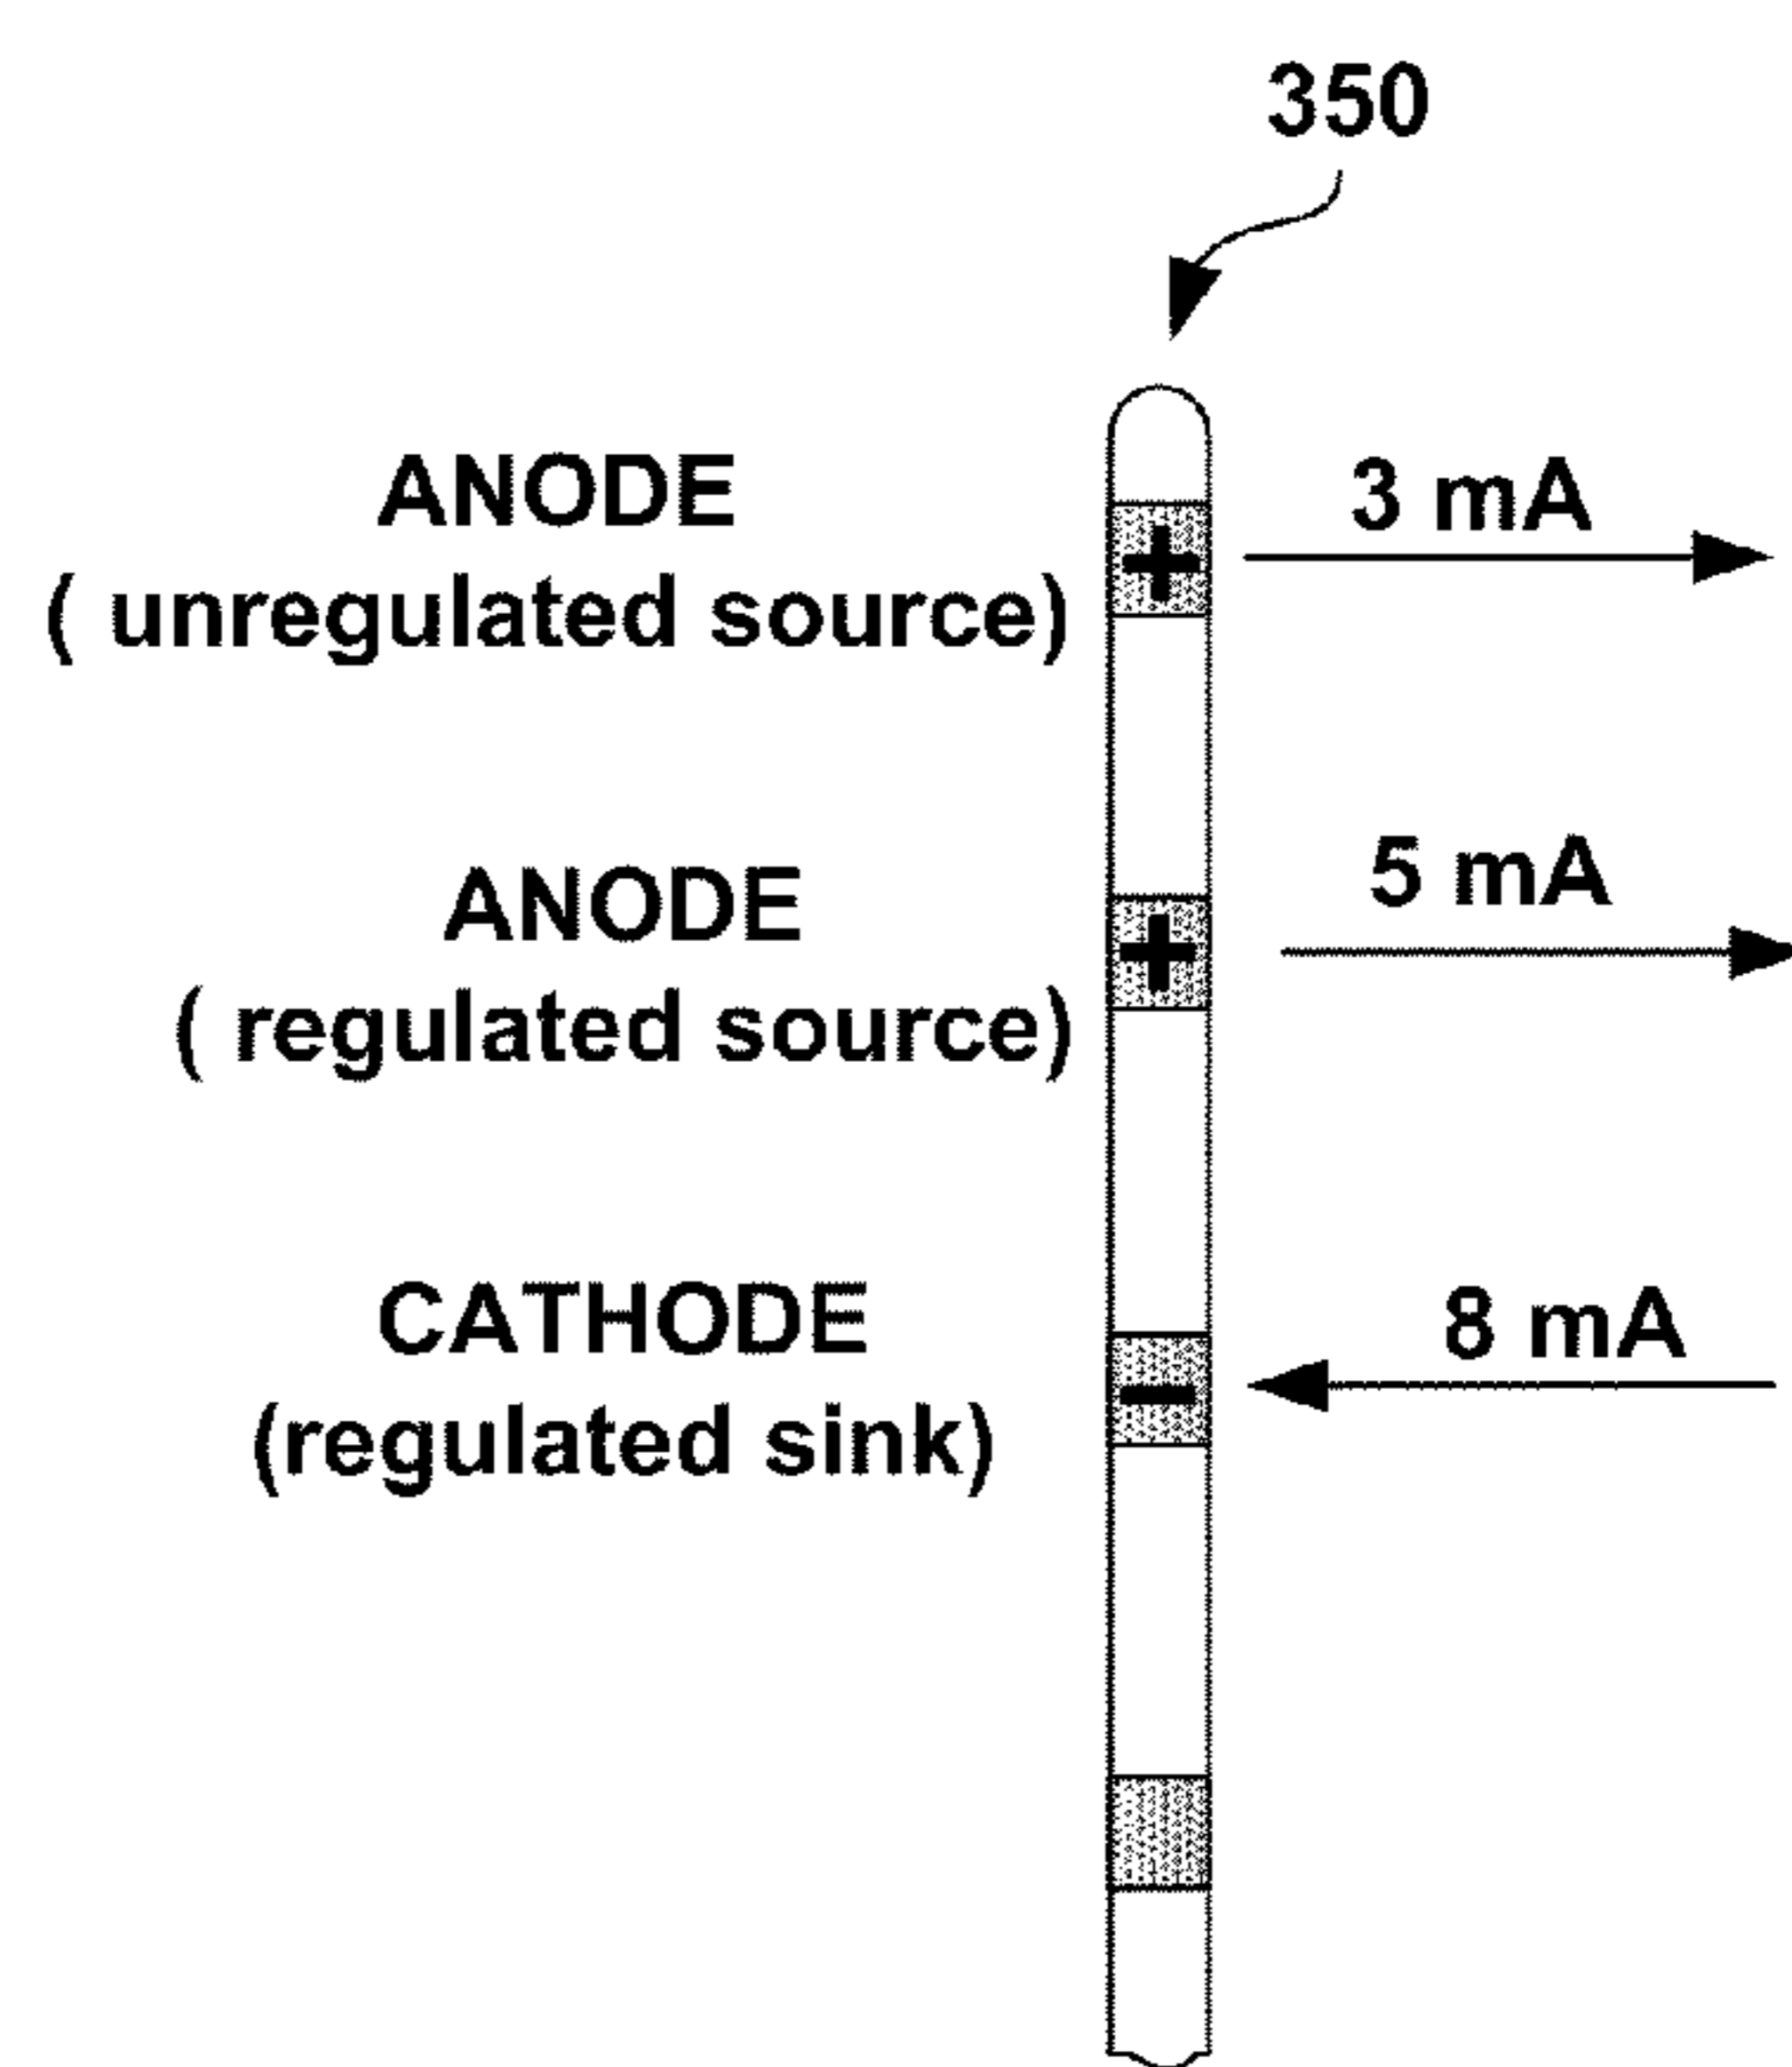 350
ANODE
( unregulated source)
+
3 mA
ANODE
( regulated source)
+
5 mA
CATHODE
(regulated sink)
-
8 mA